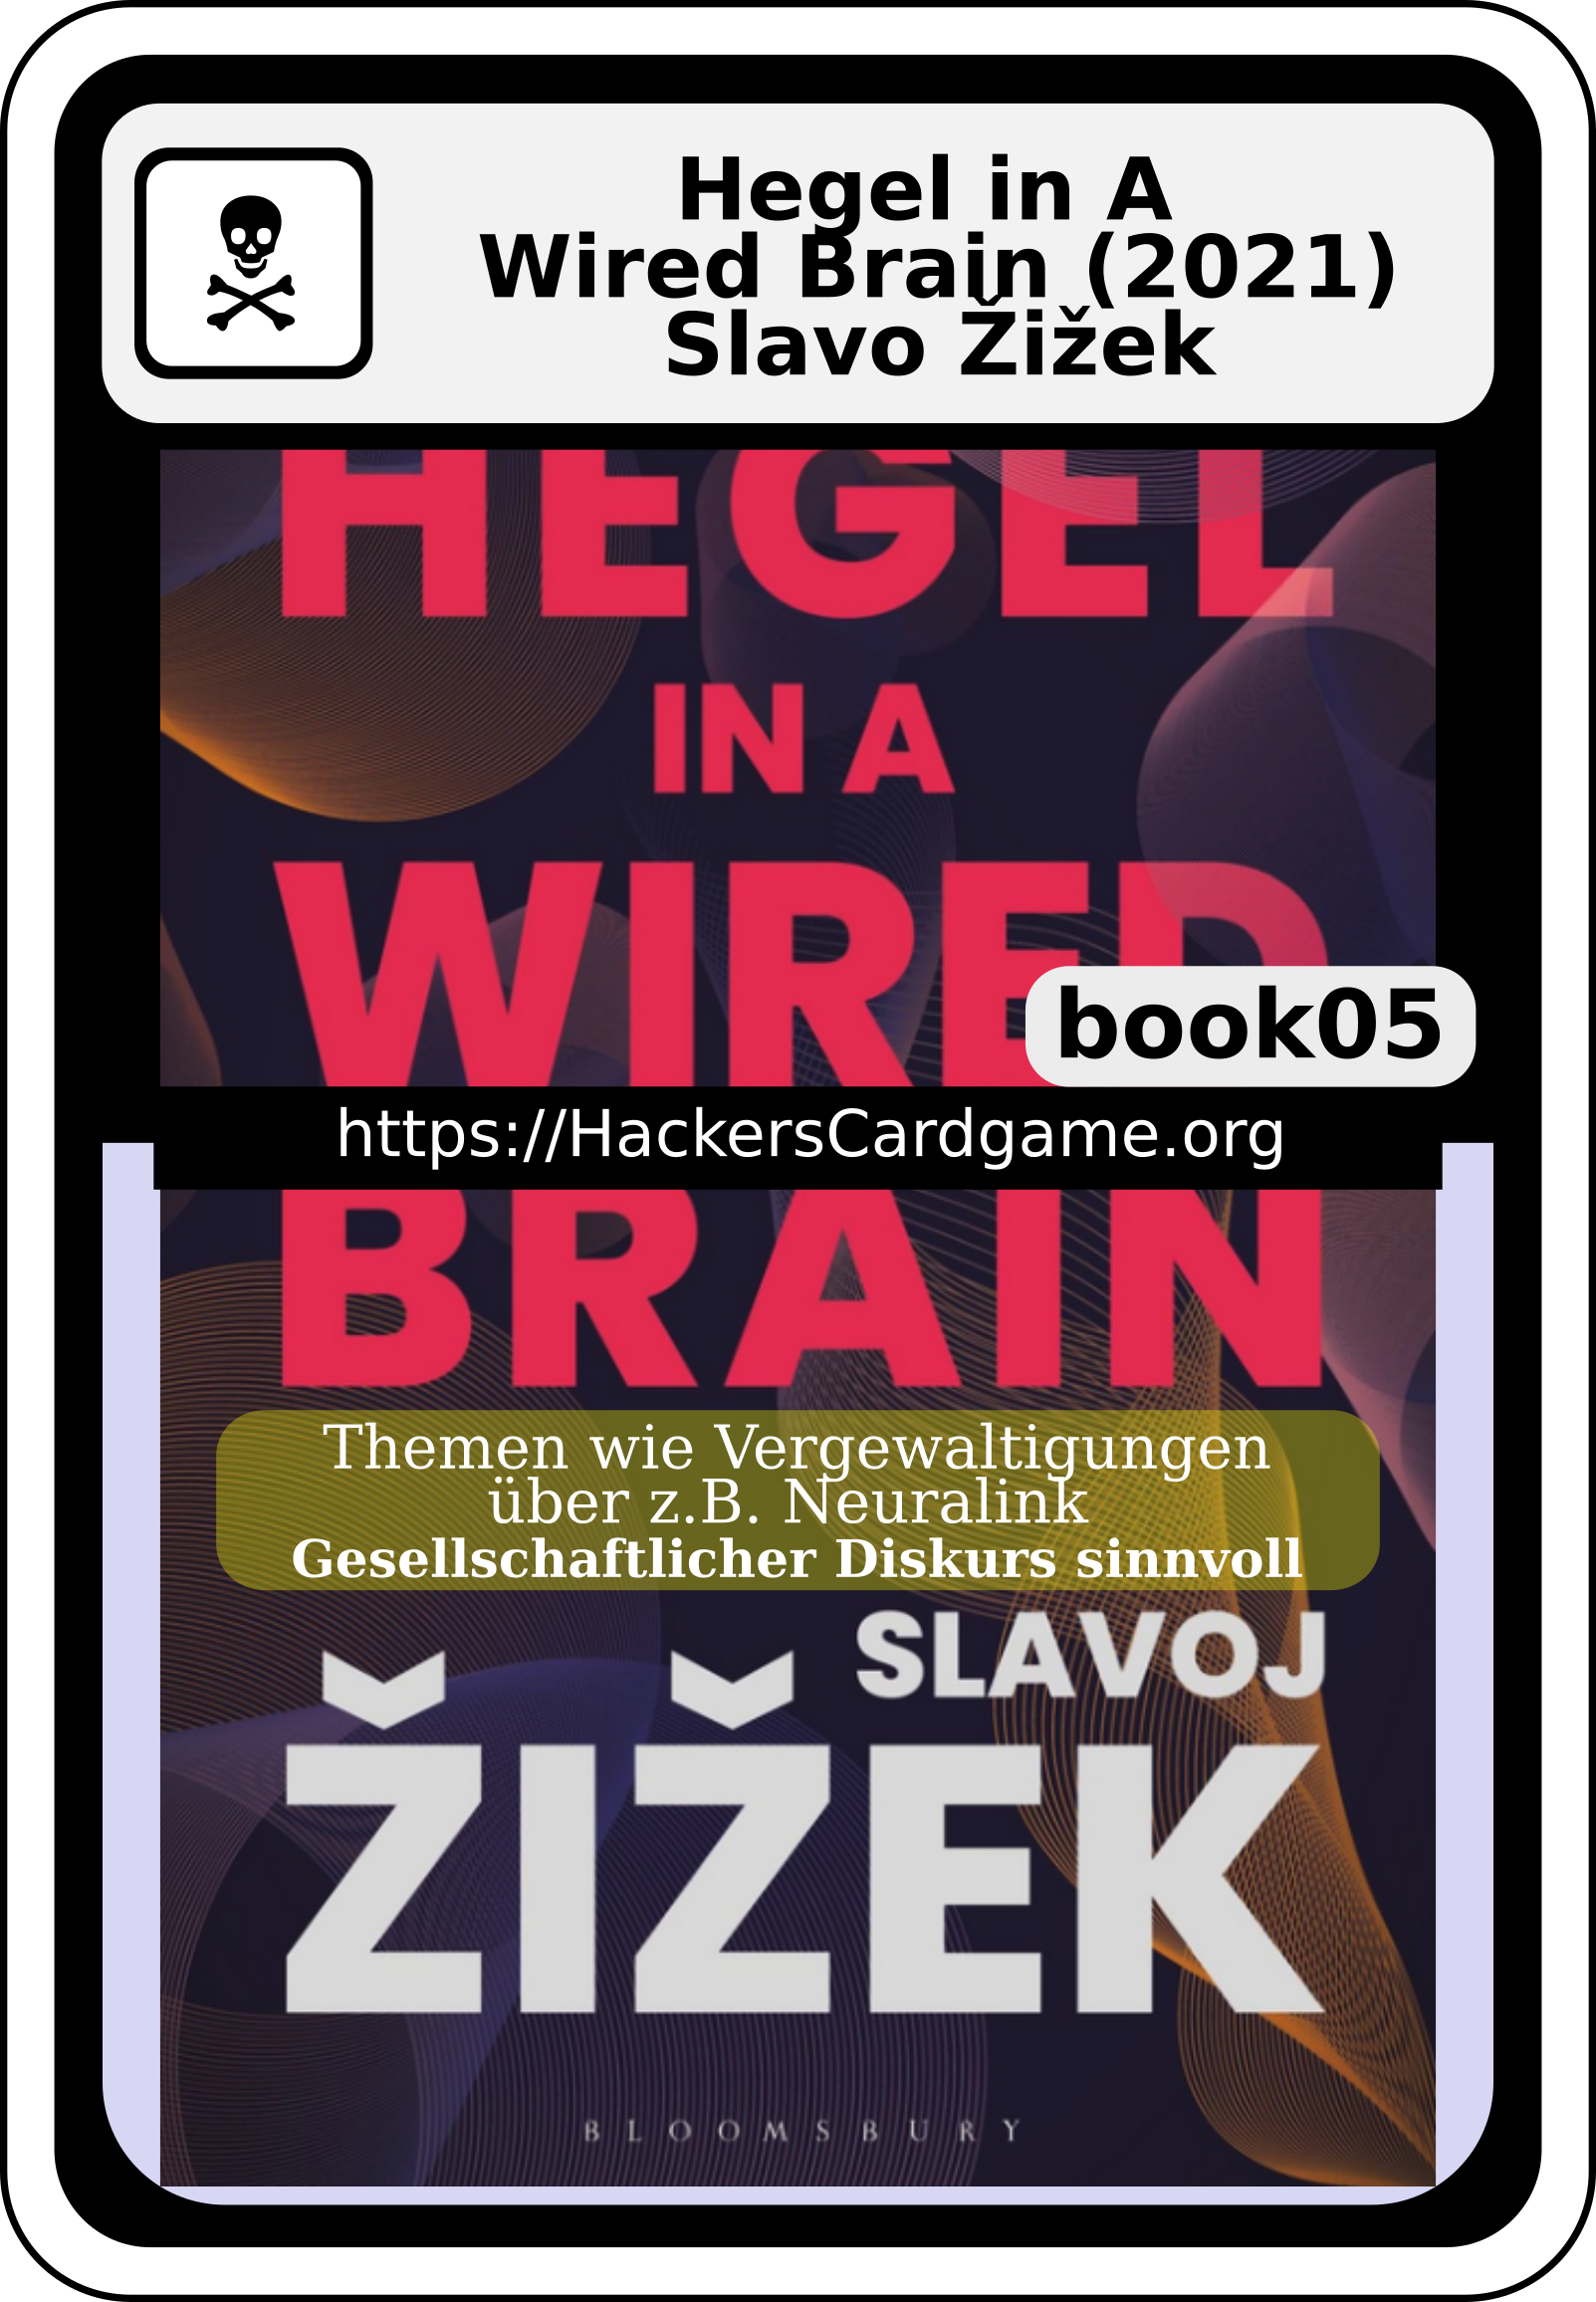 Hegel in A
Wired Brain (2021)
Slavo Žižek
HEGEL
IN A
WIRED
book05
https://HackersCardgame.org
BRAIN
Themen wie Vergewaltigungen
über z.B. Neuralink
Gesellschaftlicher Diskurs sinnvoll
SLAVOJ
ŽIŽEK
BLOOMSBURY